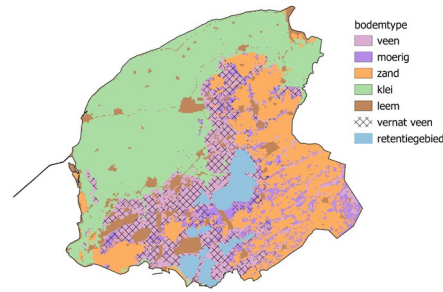 bodemtype
veen
moerig
zand
klei
leem
vernat veen
retentiegebied